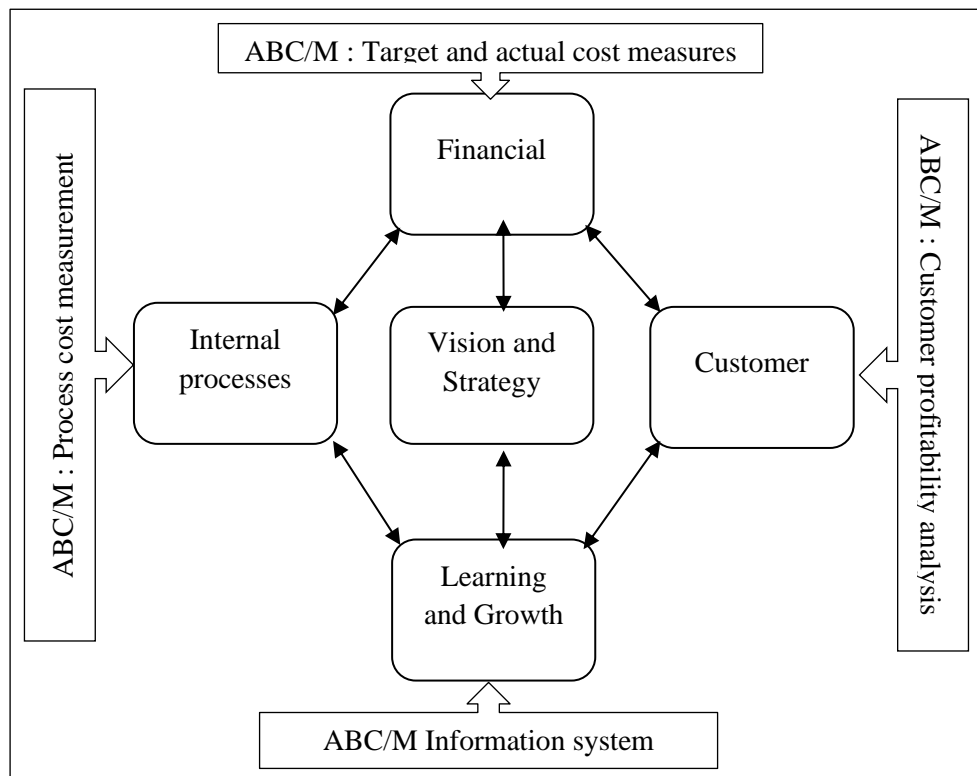 ABC/M : Target and actual cost measures
ABC/M : Process cost measurement
ABC/M : Customer profitability analysis
Financial
Internal
processes
Vision and
Strategy
Customer
Learning
and Growth
ABC/M Information system